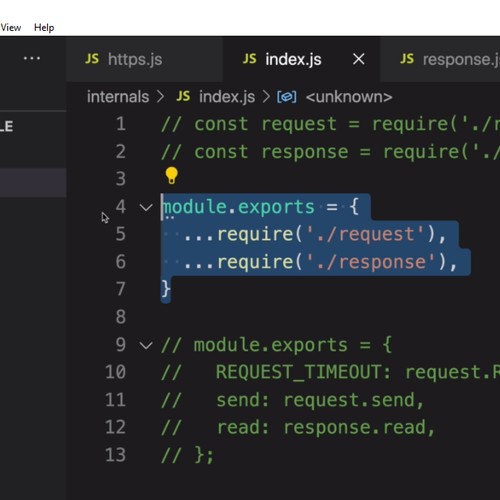 View Help
... JS https.js JS index.js × JS response.js
internals > JS index.js > <unknown>
LE
1 // const request = require('./r
2 // const response = require('./
3
4 module.exports = {
5 ...require('./request'),
6 ...require('./response'),
7 }
8
9 // module.exports = {
10 // REQUEST_TIMEOUT: request.R
11 // send: request.send,
12 // read: response.read,
13 // };